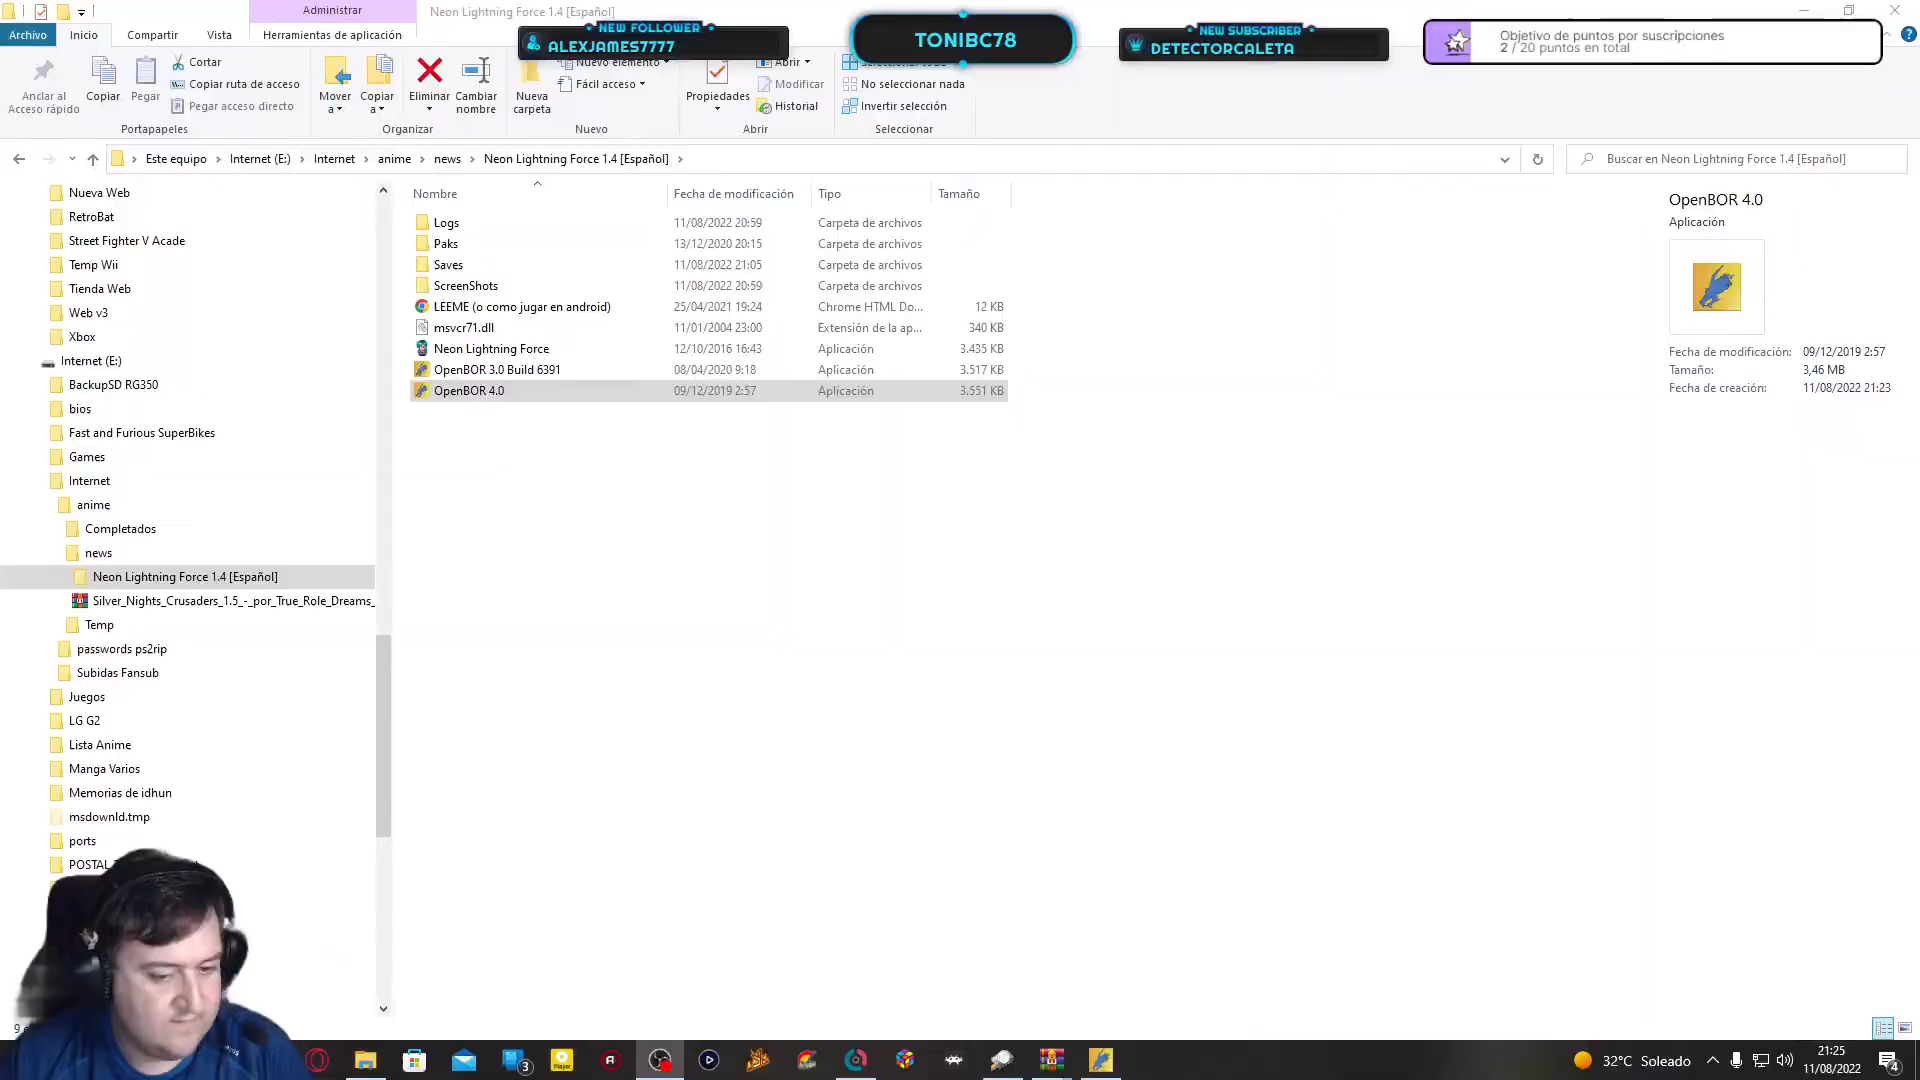 Administrar
Neon Lightning Force 1.4 [Español]
Archivo
Inicio
Compartir
Vista
Herramientas de aplicación
NEW FOLLOWER
ALEXJAMES7777
TONIBC78
NEW SUBSCRIBER
DETECTORCALETA
Objetivo de puntos por suscripciones
2 / 20 puntos en total
Anclar al
Acceso rápido
Copiar
Pegar
Cortar
Copiar ruta de acceso
Pegar acceso directo
Portapapeles
Mover
a
Copiar
a
Eliminar
Cambiar
nombre
Organizar
Nueva
carpeta
Nuevo elemento
Fácil acceso
Nuevo
Propiedades
Abrir
Modificar
Historial
Abrir
No seleccionar nada
Invertir selección
Seleccionar
Este equipo
Internet (E:)
Internet
anime
news
Neon Lightning Force 1.4 [Español]
Buscar en Neon Lightning Force 1.4 [Español]
Nueva Web
RetroBat
Street Fighter V Acade
Temp Wii
Tienda Web
Web v3
Xbox
Internet (E:)
BackupSD RG350
bios
Fast and Furious SuperBikes
Games
Internet
anime
Completados
news
Neon Lightning Force 1.4 [Español]
Silver_Nights_Crusaders_1.5_-_por_True_Role_Dreams_
Temp
passwords ps2rip
Subidas Fansub
Juegos
LG G2
Lista Anime
Manga Varios
Memorias de idhun
msdownld.tmp
ports
POSTAL
Nombre Fecha de modificación Tipo Tamaño
Logs 11/08/2022 20:59 Carpeta de archivos
Paks 13/12/2020 20:15 Carpeta de archivos
Saves 11/08/2022 21:05 Carpeta de archivos
ScreenShots 11/08/2022 20:59 Carpeta de archivos
LEEME (o como jugar en android) 25/04/2021 19:24 Chrome HTML Do... 12 KB
msvcr71.dll 11/01/2004 23:00 Extensión de la ap... 340 KB
Neon Lightning Force 12/10/2016 16:43 Aplicación 3.435 KB
OpenBOR 3.0 Build 6391 08/04/2020 9:18 Aplicación 3.517 KB
OpenBOR 4.0 09/12/2019 2:57 Aplicación 3.551 KB
OpenBOR 4.0
Aplicación
Fecha de modificación: 09/12/2019 2:57
Tamaño: 3,46 MB
Fecha de creación: 11/08/2022 21:23
9
3
Player
32°C Soleado
21:25
11/08/2022
4